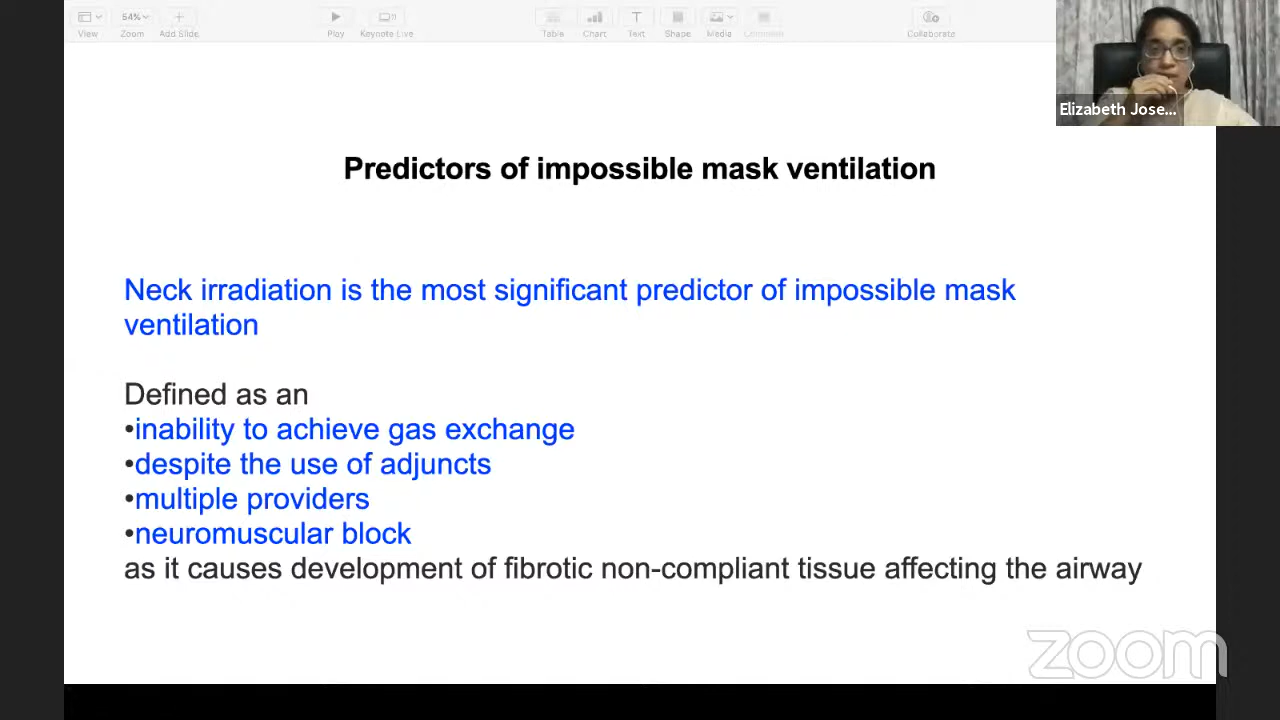 54%
View
Zoom
Add Slide
Play
Keynote Live
Table
Chart
Text
Shape
Media
Comment
Collaborate
Elizabeth Jose...
Predictors of impossible mask ventilation
Neck irradiation is the most significant predictor of impossible mask
ventilation
Defined as an
•inability to achieve gas exchange
•despite the use of adjuncts
•multiple providers
•neuromuscular block
as it causes development of fibrotic non-compliant tissue affecting the airway
zoom